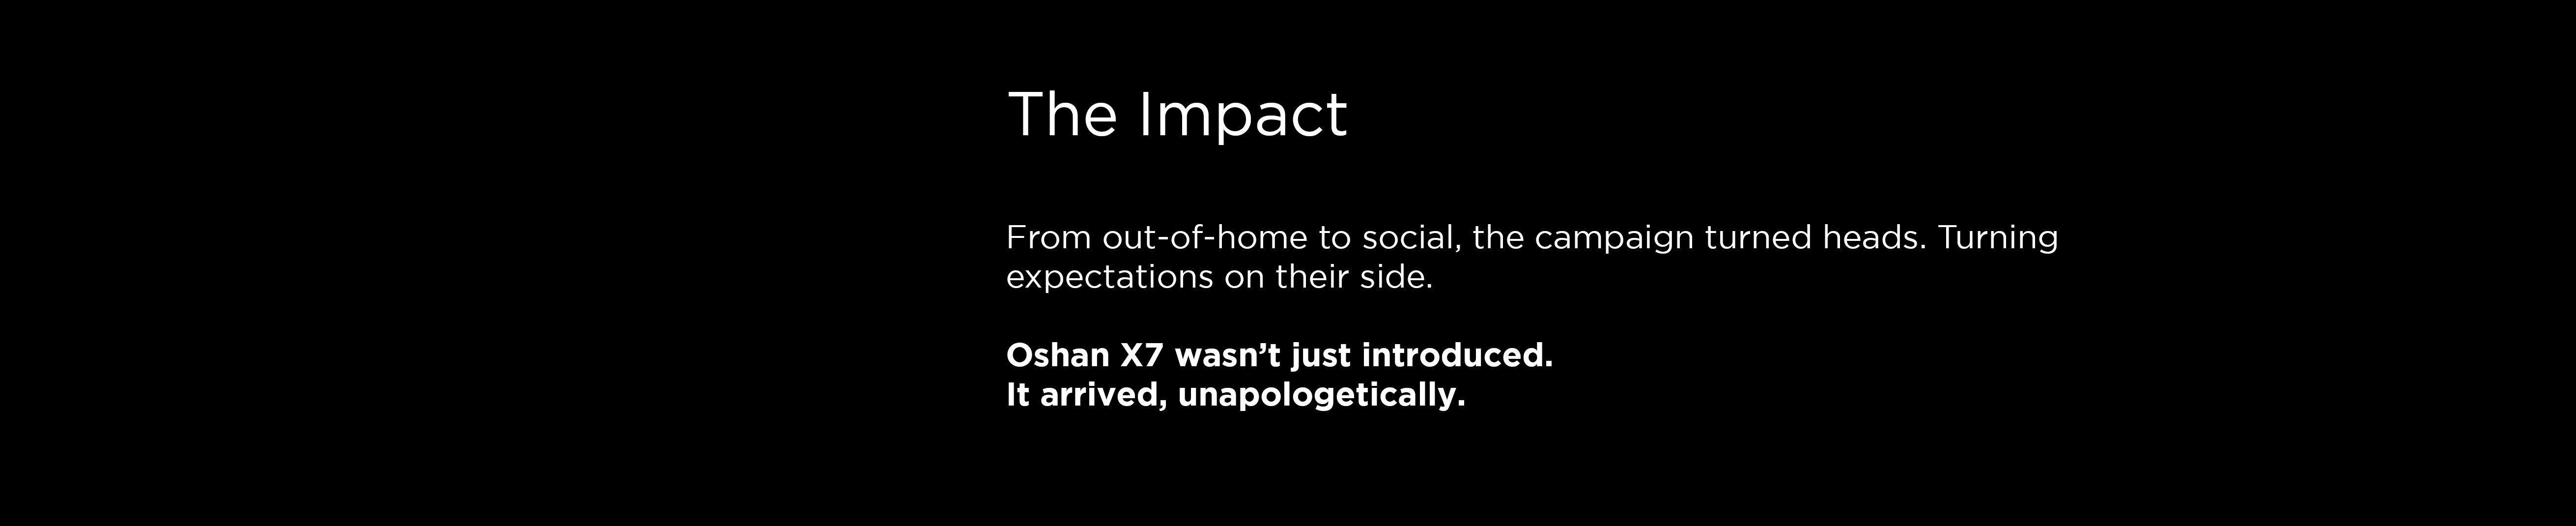 The Impact
From out-of-home to social, the campaign turned heads. Turning
expectations on their side.
Oshan X7 wasn’t just introduced.
It arrived, unapologetically.